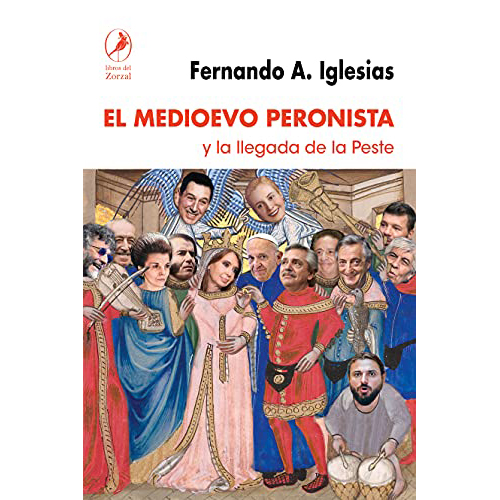 libros del
Zorzal
Fernando A. Iglesias
EL MEDIOEVO PERONISTA
y la llegada de la Peste